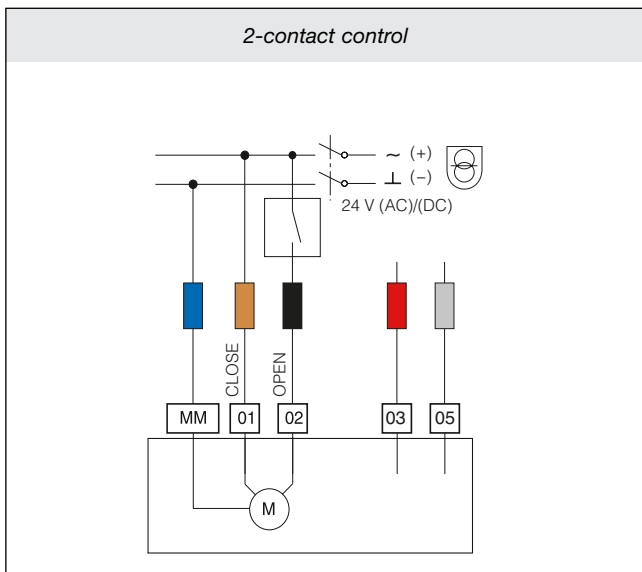 2-contact control
~ (+)
⊥ (−)
24 V (AC)/(DC)
CLOSE
OPEN
MM 01 02 03 05
M